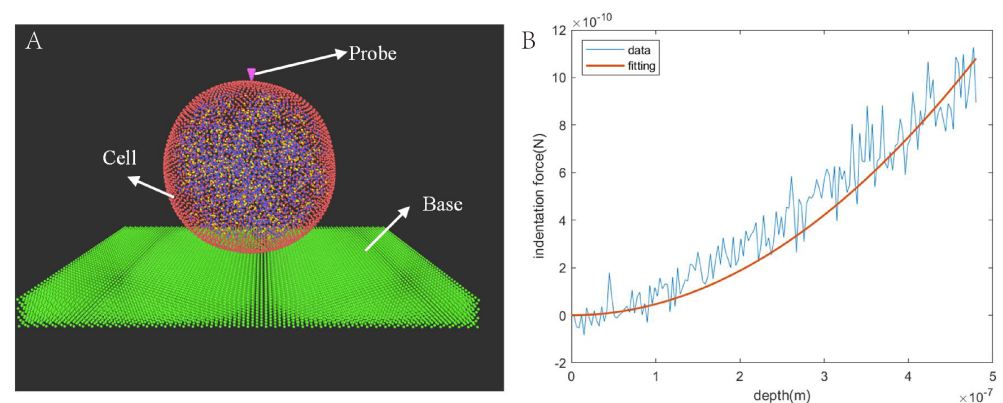 A
Probe
Cell
Base
B
×10-10
12
10
8
6
4
2
0
-2
data
fitting
indentation force(N)
0 1 2 3 4 5
depth(m)
×10-7